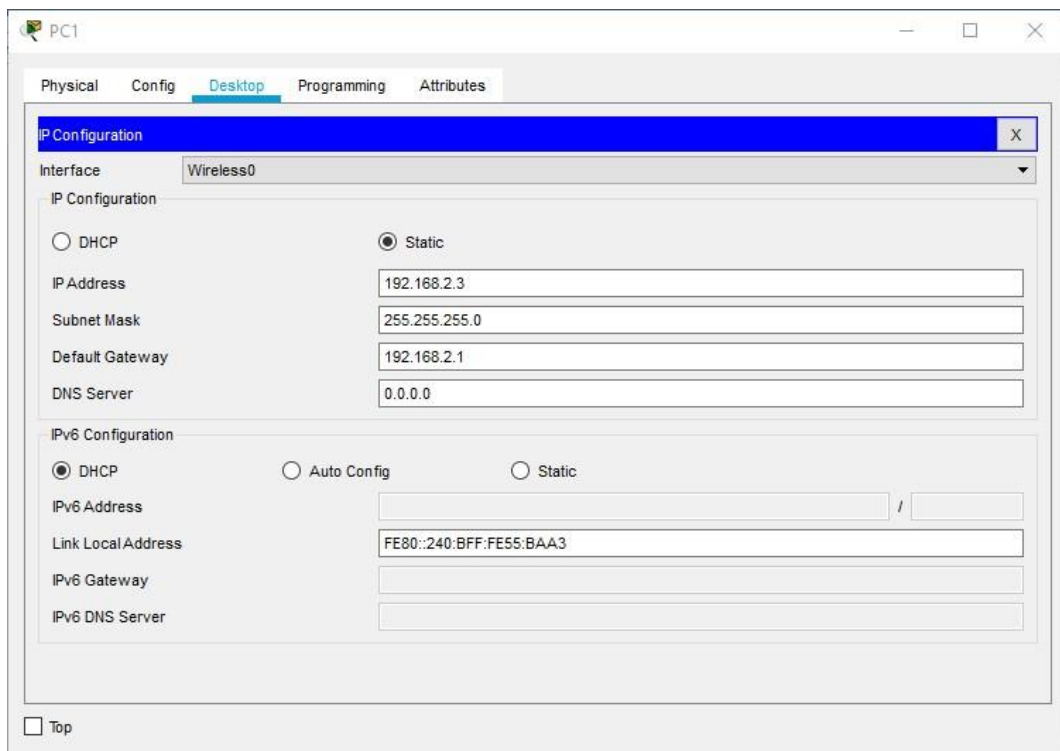 PC1
Physical Config Desktop Programming Attributes
IP Configuration X
Interface Wireless0
IP Configuration
DHCP Static
IP Address 192.168.2.3
Subnet Mask 255.255.255.0
Default Gateway 192.168.2.1
DNS Server 0.0.0.0
IPv6 Configuration
DHCP Auto Config Static
IPv6 Address /
Link Local Address FE80::240:BFF:FE55:BAA3
IPv6 Gateway
IPv6 DNS Server
Top